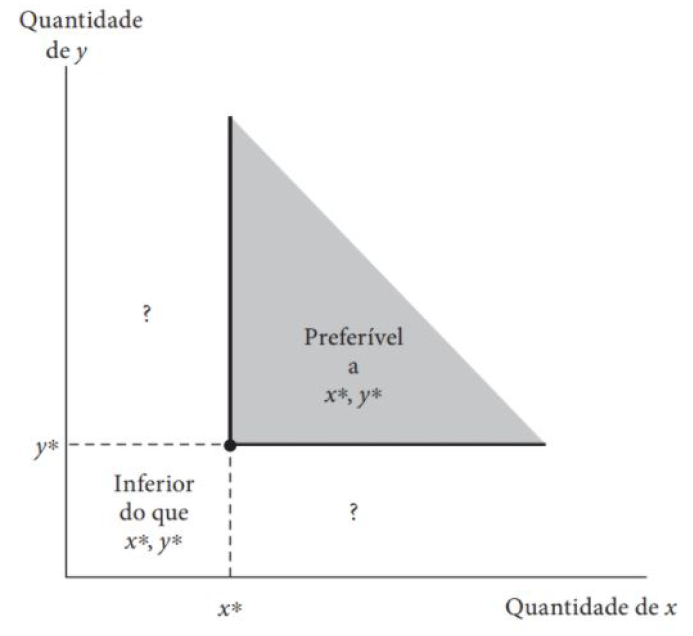 Quantidade
de y
?
Preferível
a
x*, y*
y*
Inferior
do que
x*, y*
?
x*
Quantidade de x